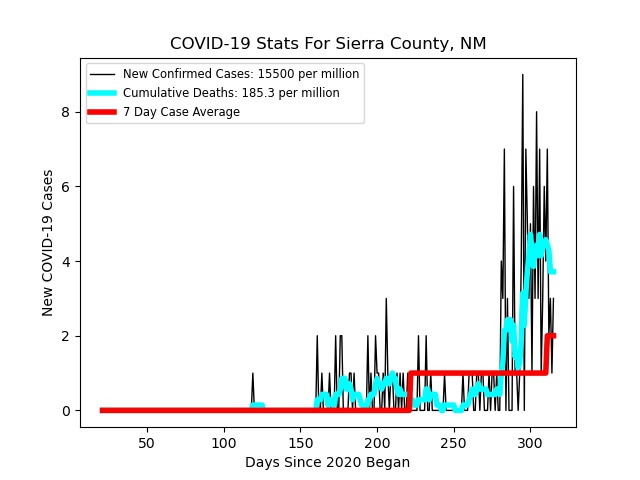 COVID-19 Stats For Sierra County, NM
New Confirmed Cases: 15500 per million
Cumulative Deaths: 185.3 per million
7 Day Case Average
New COVID-19 Cases
8
6
4
2
0
50 100 150 200 250 300
Days Since 2020 Began